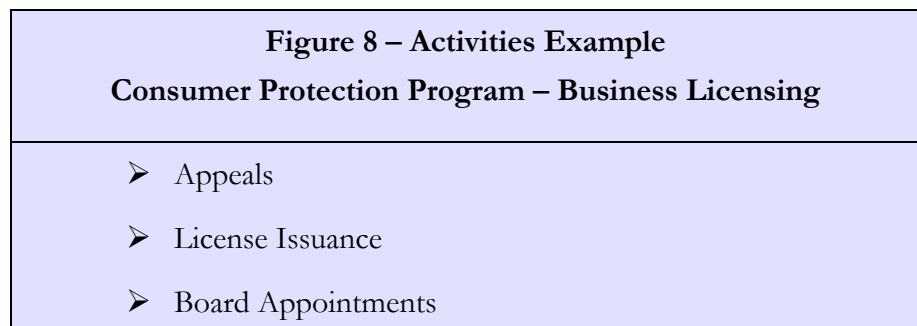 Figure 8 – Activities Example
Consumer Protection Program – Business Licensing
➢ Appeals
➢ License Issuance
➢ Board Appointments